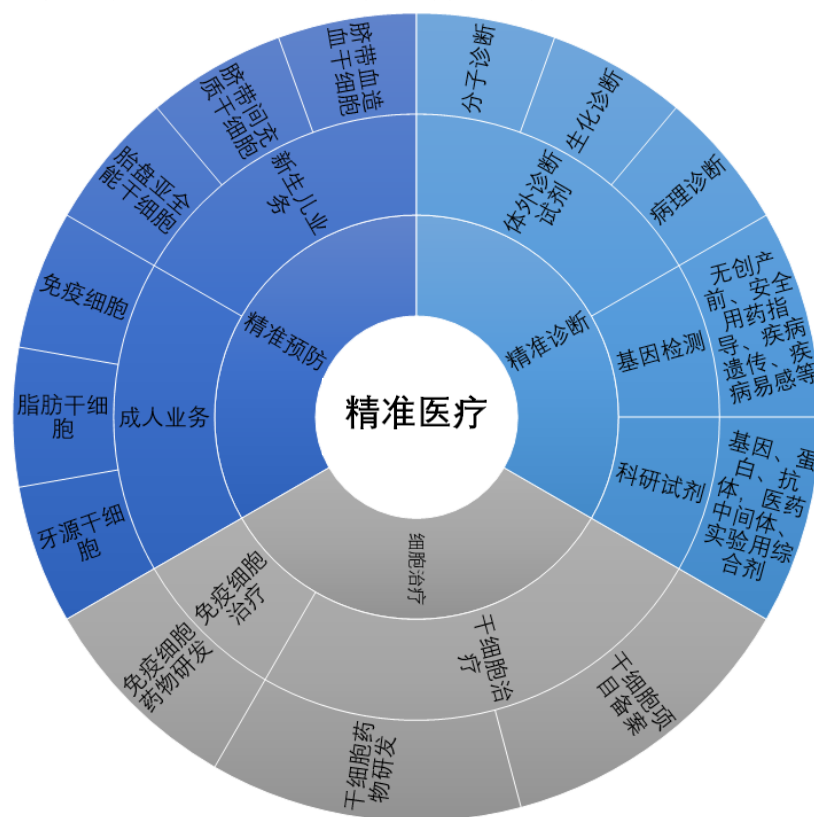 精准医疗
精准诊断
体外诊断
试剂
分子诊断
生化诊断
病理诊断
基因检测
无创产
前、安全
用药指
导、疾病
遗传、疾
病易感等
科研试剂
基因、蛋
白、抗
体、医药
中间体、
实验用综
合剂
细胞治疗
干细胞治
疗
干细胞项
目备案
干细胞药
物研发
免疫细胞
治疗
免疫细胞
药物研发
精准预防
成人业务
牙源干细
胞
脂肪干细
胞
免疫细胞
新生儿业
务
胎盘亚全
能干细胞
脐带间充
质干细胞
脐带血造
血干细胞